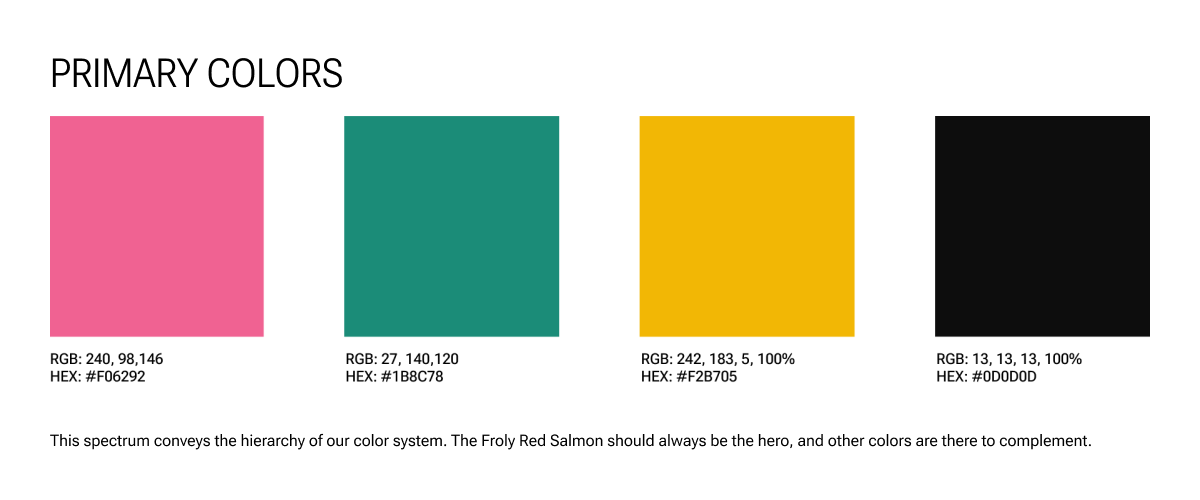 PRIMARY COLORS
RGB: 240, 98,146
HEX: #F06292
RGB: 27, 140,120
HEX: #1B8C78
RGB: 242, 183, 5, 100%
HEX: #F2B705
RGB: 13, 13, 13, 100%
HEX: #0D0D0D
This spectrum conveys the hierarchy of our color system. The Froly Red Salmon should always be the hero, and other colors are there to complement.